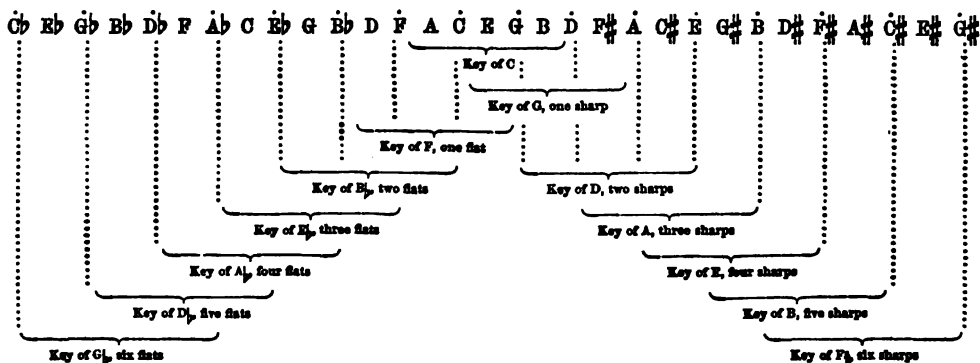 C♭ E♭ G♭ B♭ D♭ F A♭ C E♭ G B♭ D F A C E G B D F♯ A C♯ E G♯ B D♯ F♯ A♯ C♯ E♯ G♯
Key of C
Key of G, one sharp
Key of F, one flat
Key of B♭, two flats
Key of D, two sharps
Key of E♭, three flats
Key of A, three sharps
Key of A♭, four flats
Key of E, four sharps
Key of D♭, five flats
Key of B, five sharps
Key of G♭, six flats
Key of F♯, six sharps